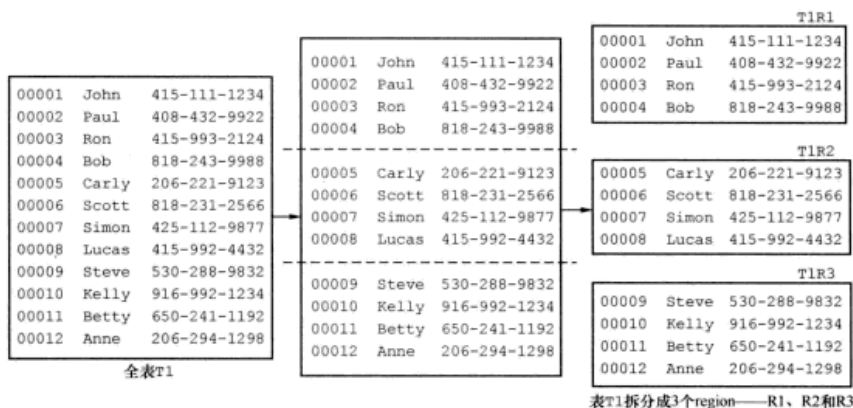 00001 John 415-111-1234
00002 Paul 408-432-9922
00003 Ron 415-993-2124
00004 Bob 818-243-9988
00005 Carly 206-221-9123
00006 Scott 818-231-2566
00007 Simon 425-112-9877
00008 Lucas 415-992-4432
00009 Steve 530-288-9832
00010 Kelly 916-992-1234
00011 Betty 650-241-1192
00012 Anne 206-294-1298
全表T1
00001 John 415-111-1234
00002 Paul 408-432-9922
00003 Ron 415-993-2124
00004 Bob 818-243-9988
00005 Carly 206-221-9123
00006 Scott 818-231-2566
00007 Simon 425-112-9877
00008 Lucas 415-992-4432
00009 Steve 530-288-9832
00010 Kelly 916-992-1234
00011 Betty 650-241-1192
00012 Anne 206-294-1298
T1R1
00001 John 415-111-1234
00002 Paul 408-432-9922
00003 Ron 415-993-2124
00004 Bob 818-243-9988
T1R2
00005 Carly 206-221-9123
00006 Scott 818-231-2566
00007 Simon 425-112-9877
00008 Lucas 415-992-4432
T1R3
00009 Steve 530-288-9832
00010 Kelly 916-992-1234
00011 Betty 650-241-1192
00012 Anne 206-294-1298
表T1拆分成3个region——R1、R2和R3